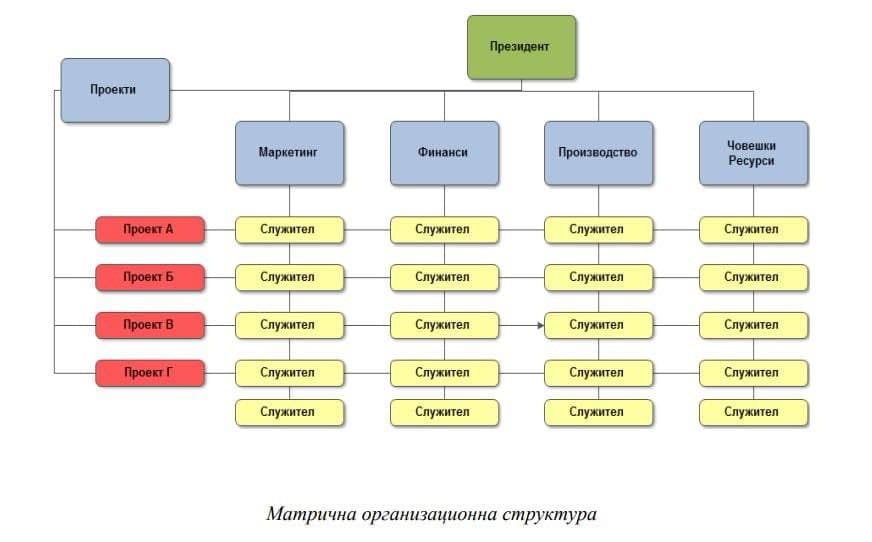 Президент
Проекти
Маркетинг
Финанси
Производство
Човешки
Ресурси
Проект А
Служител
Служител
Служител
Служител
Проект Б
Служител
Служител
Служител
Служител
Проект В
Служител
Служител
Служител
Служител
Проект Г
Служител
Служител
Служител
Служител
Служител
Служител
Служител
Служител
Матрична организационна структура